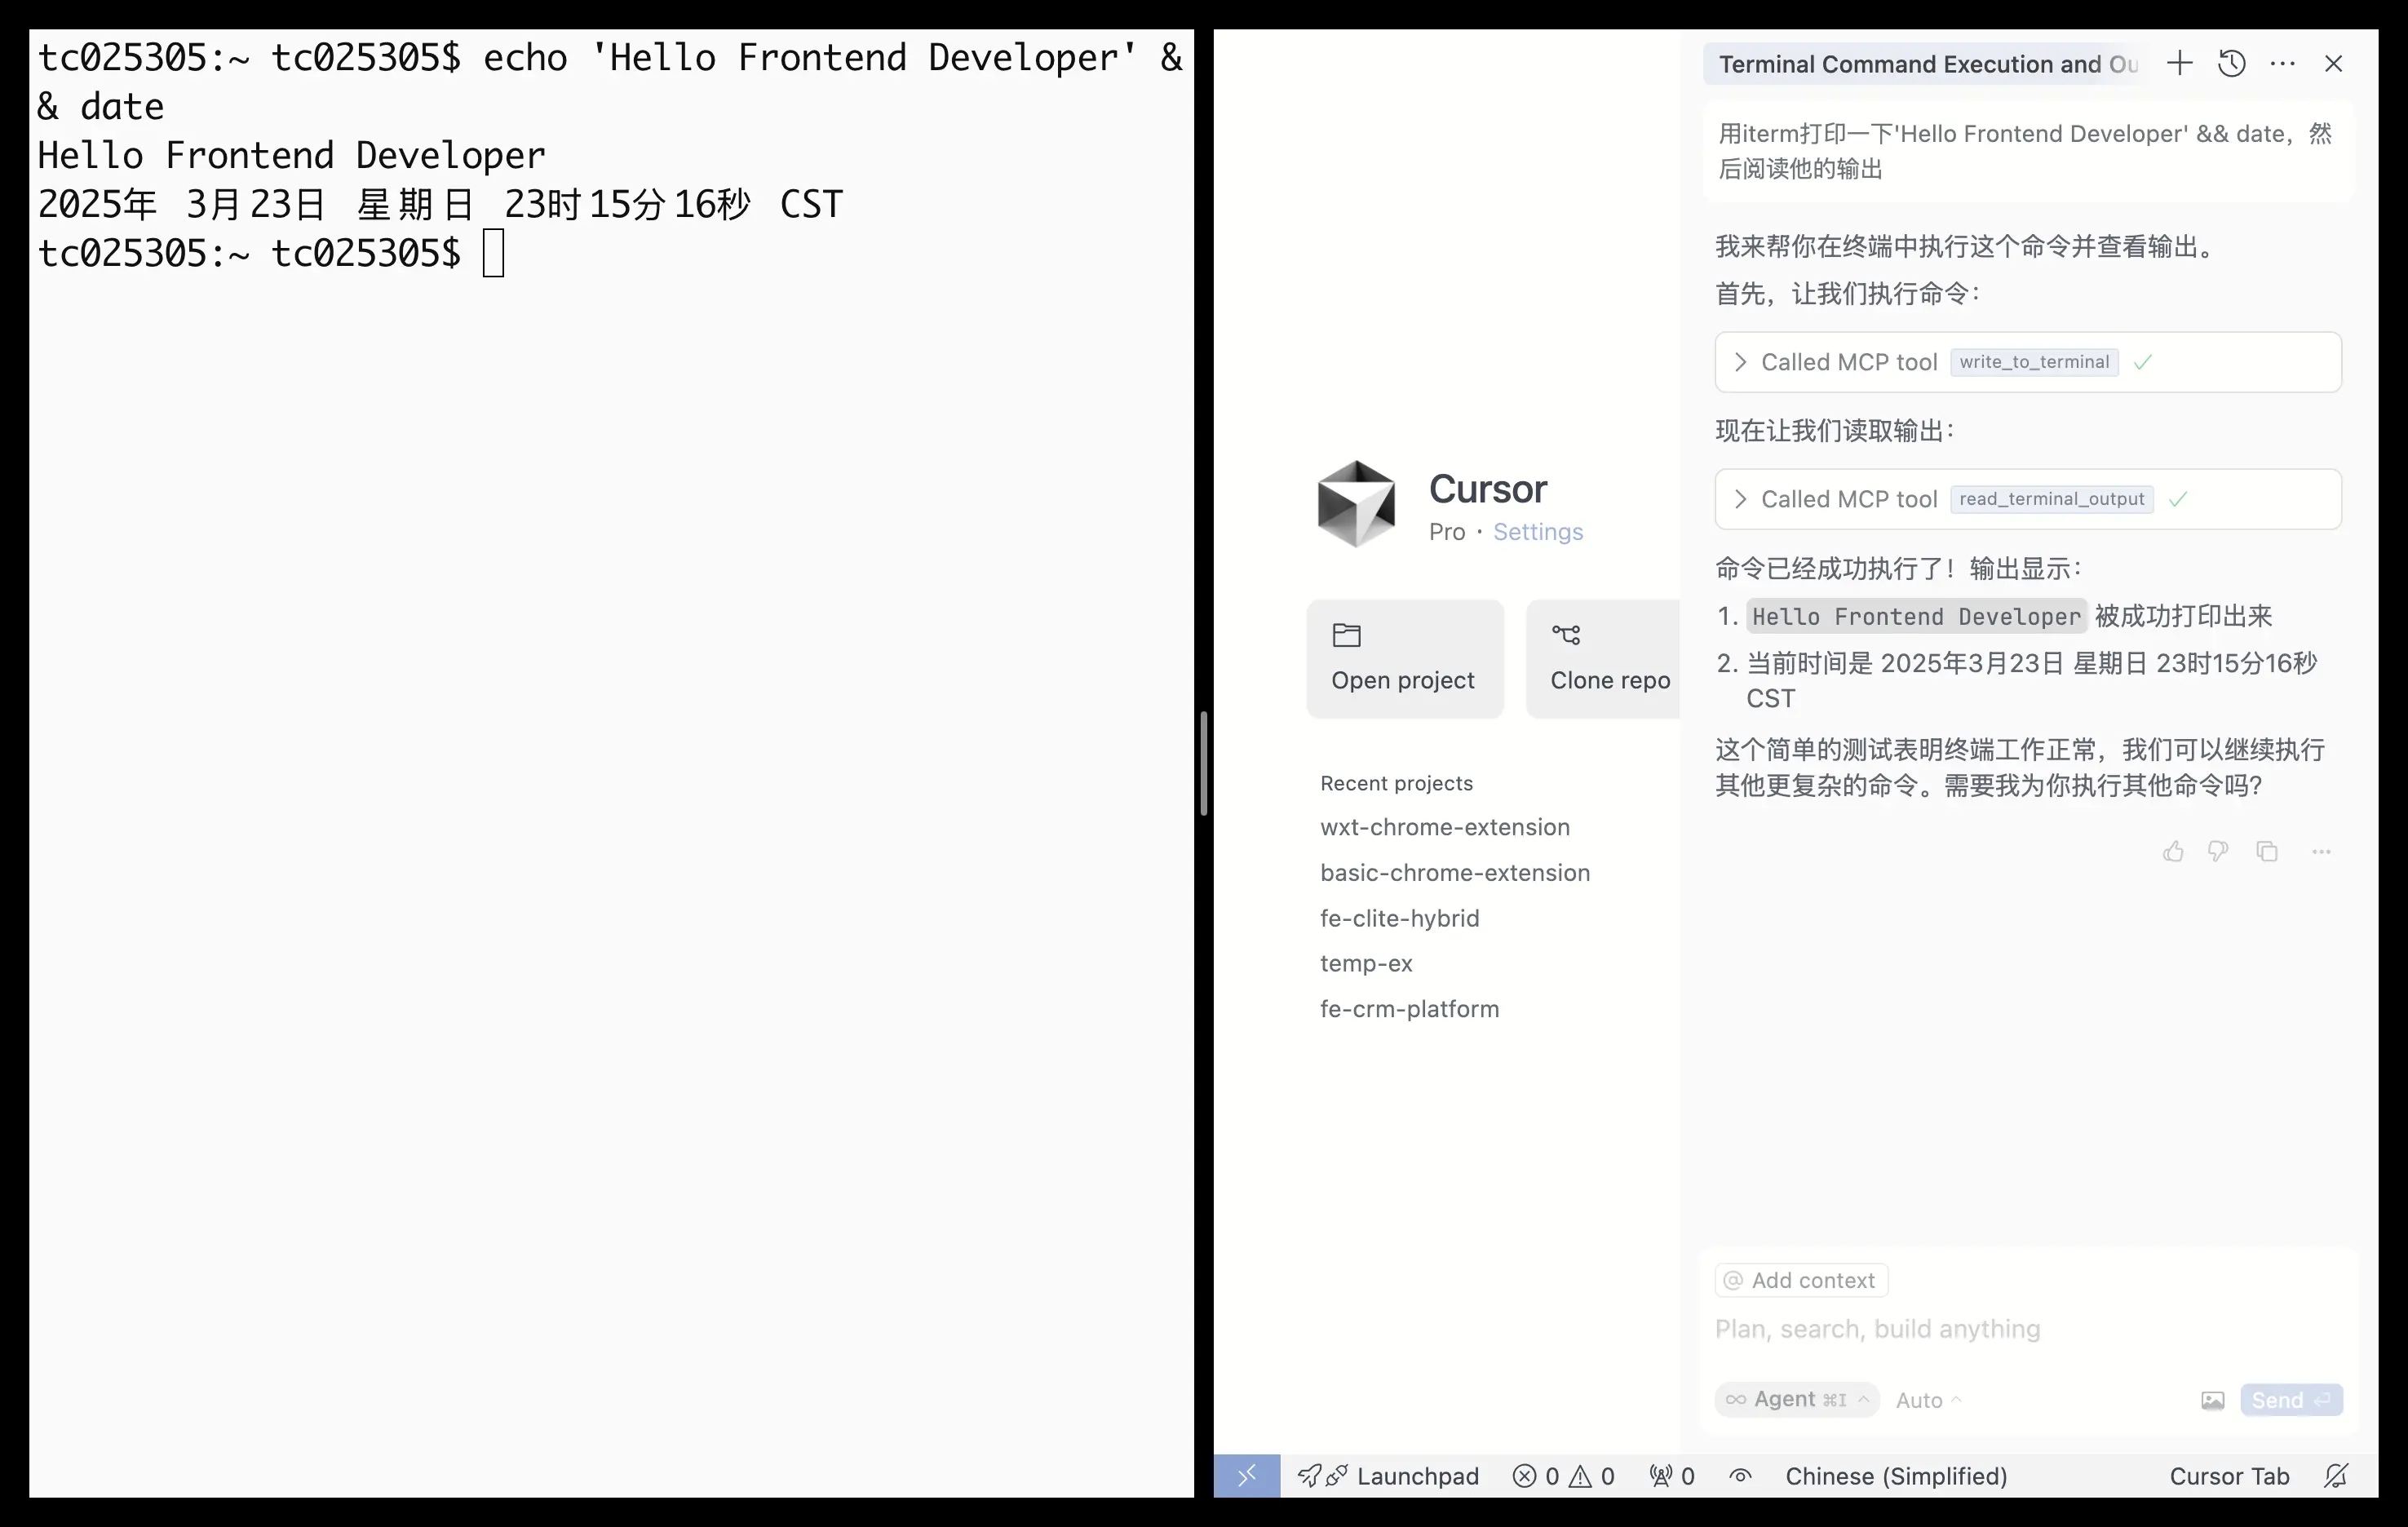 tc025305:~ tc025305$ echo 'Hello Frontend Developer' &
& date
Hello Frontend Developer
2025年 3月23日 星期日 23时15分16秒 CST
tc025305:~ tc025305$
Cursor
Pro · Settings
Open project
Clone repo
Recent projects
wxt-chrome-extension
basic-chrome-extension
fe-clite-hybrid
temp-ex
fe-crm-platform
Terminal Command Execution and Ou
用iterm打印一下'Hello Frontend Developer' && date，然
后阅读他的输出
我来帮你在终端中执行这个命令并查看输出。
首先，让我们执行命令：
Called MCP tool write_to_terminal
现在让我们读取输出：
Called MCP tool read_terminal_output
命令已经成功执行了！输出显示：
1. Hello Frontend Developer 被成功打印出来
2. 当前时间是 2025年3月23日 星期日 23时15分16秒
CST
这个简单的测试表明终端工作正常，我们可以继续执行
其他更复杂的命令。需要我为你执行其他命令吗？
@ Add context
Plan, search, build anything
Agent ⌘I Auto Send
Launchpad 0 0 0 Chinese (Simplified) Cursor Tab